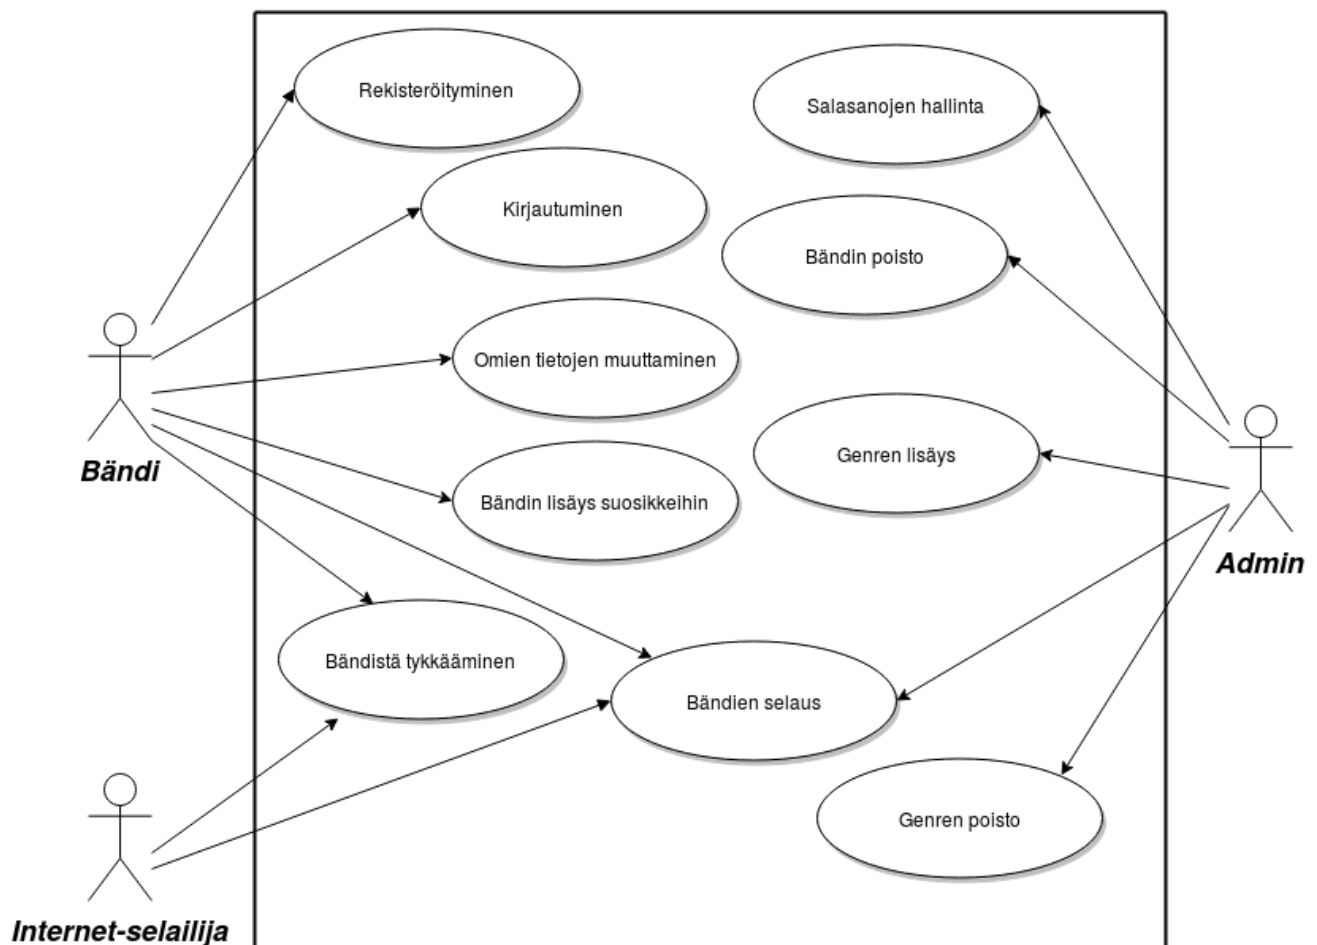 Rekisteröityminen
Salasanojen hallinta
Kirjautuminen
Bändin poisto
Omien tietojen muuttaminen
Bändi
Genren lisäys
Bändin lisäys suosikkeihin
Admin
Bändistä tykkääminen
Bändien selaus
Genren poisto
Internet-selailija